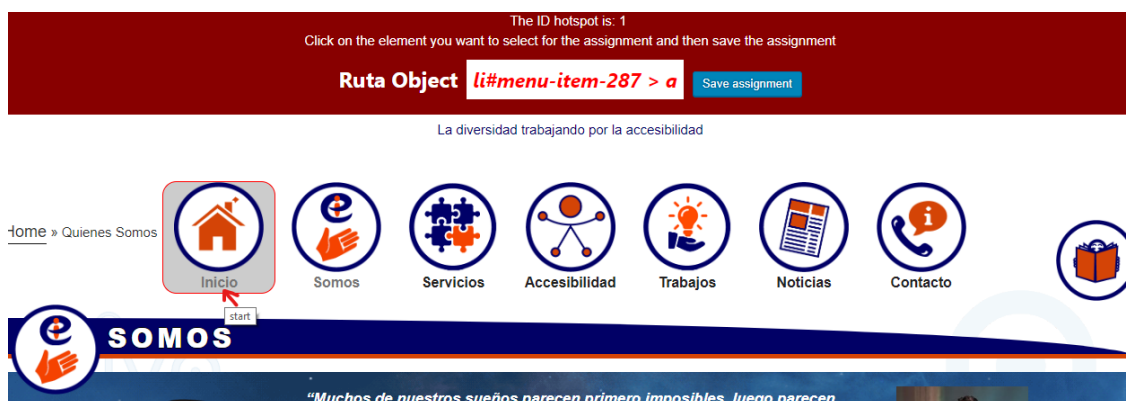 The ID hotspot is: 1
Click on the element you want to select for the assignment and then save the assignment
Ruta Object li#menu-item-287 > a Save assignment
La diversidad trabajando por la accesibilidad
Home » Quienes Somos
Inicio Somos Servicios Accesibilidad Trabajos Noticias Contacto
start
SOMOS
“Muchos de nuestros sueños parecen primero imposibles, luego parecen